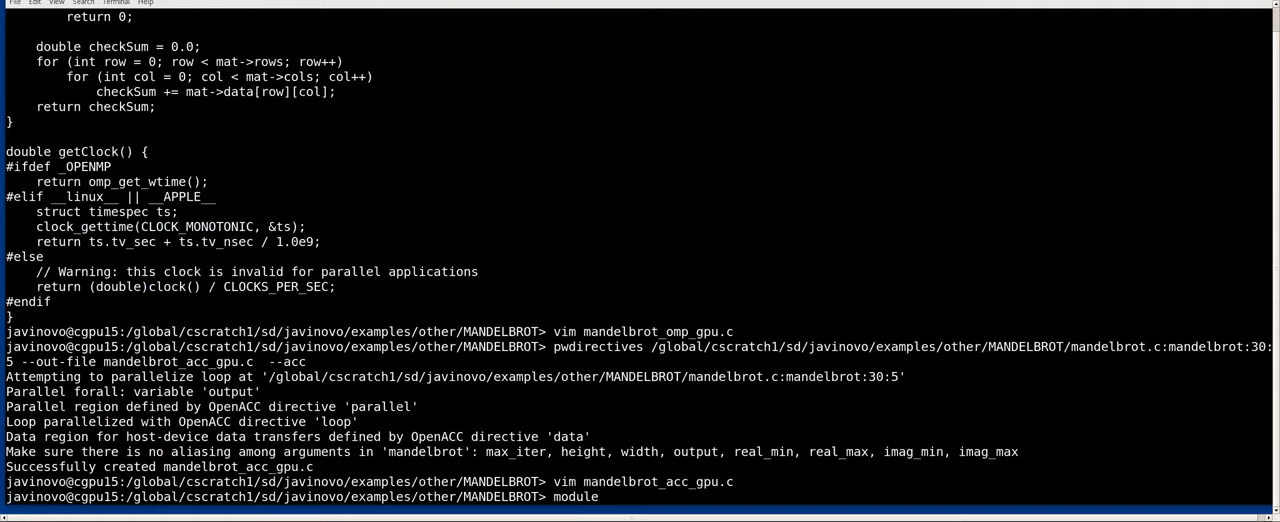 File Edit View Search Terminal Help
        return 0;
    double checkSum = 0.0;
    for (int row = 0; row < mat->rows; row++)
        for (int col = 0; col < mat->cols; col++)
            checkSum += mat->data[row][col];
    return checkSum;
}
double getClock() {
#ifdef _OPENMP
    return omp_get_wtime();
#elif __linux__ || __APPLE__
    struct timespec ts;
    clock_gettime(CLOCK_MONOTONIC, &ts);
    return ts.tv_sec + ts.tv_nsec / 1.0e9;
#else
    // Warning: this clock is invalid for parallel applications
    return (double)clock() / CLOCKS_PER_SEC;
#endif
}
javinovo@cgpu15:/global/cscratch1/sd/javinovo/examples/other/MANDELBROT> vim mandelbrot_omp_gpu.c
javinovo@cgpu15:/global/cscratch1/sd/javinovo/examples/other/MANDELBROT> pwdirectives /global/cscratch1/sd/javinovo/examples/other/MANDELBROT/mandelbrot.c:mandelbrot:30:
5 --out-file mandelbrot_acc_gpu.c  --acc
Attempting to parallelize loop at '/global/cscratch1/sd/javinovo/examples/other/MANDELBROT/mandelbrot.c:mandelbrot:30:5'
Parallel forall: variable 'output'
Parallel region defined by OpenACC directive 'parallel'
Loop parallelized with OpenACC directive 'loop'
Data region for host-device data transfers defined by OpenACC directive 'data'
Make sure there is no aliasing among arguments in 'mandelbrot': max_iter, height, width, output, real_min, real_max, imag_min, imag_max
Successfully created mandelbrot_acc_gpu.c
javinovo@cgpu15:/global/cscratch1/sd/javinovo/examples/other/MANDELBROT> vim mandelbrot_acc_gpu.c
javinovo@cgpu15:/global/cscratch1/sd/javinovo/examples/other/MANDELBROT> module